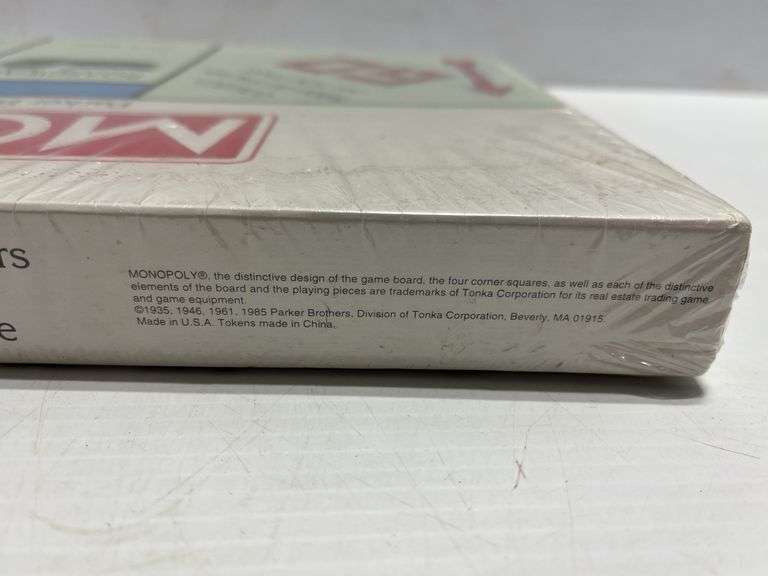 MO
rs
e
MONOPOLY®, the distinctive design of the game board, the four corner squares, as well as each of the distinctive
elements of the board and the playing pieces are trademarks of Tonka Corporation for its real estate trading game
and game equipment.
©1935, 1946, 1961, 1985 Parker Brothers, Division of Tonka Corporation, Beverly, MA 01915.
Made in U.S.A. Tokens made in China.